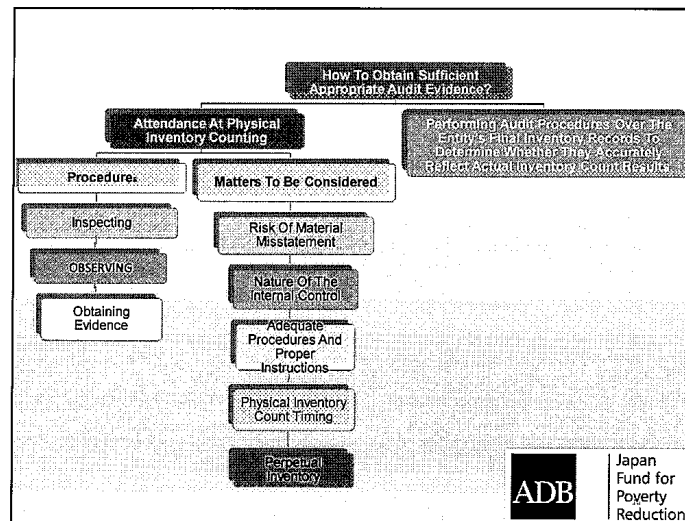 How To Obtain Sufficient
Appropriate Audit Evidence?
Attendance At Physical
Inventory Counting
Performing Audit Procedures Over The
Entity's Final Inventory Records To
Determine Whether They Accurately
Reflect Actual Inventory Count Results
Procedures
Matters To Be Considered
Inspecting
Risk Of Material
Misstatement
OBSERVING
Nature Of The
Internal Control
Obtaining
Evidence
Adequate
Procedures And
Proper
Instructions
Physical Inventory
Count Timing
Perpetual
Inventory
ADB
Japan
Fund for
Poverty
Reduction